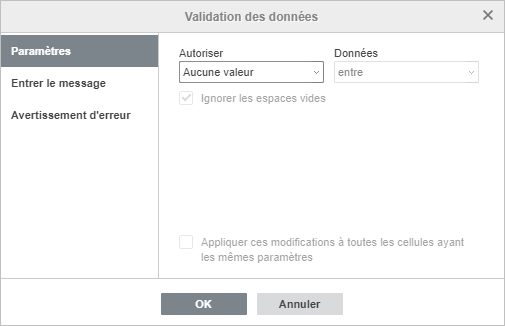 Validation des données
Paramètres
Entrer le message
Avertissement d'erreur
Autoriser
Données
Aucune valeur
entre
Ignorer les espaces vides
Appliquer ces modifications à toutes les cellules ayant
les mêmes paramètres
OK
Annuler